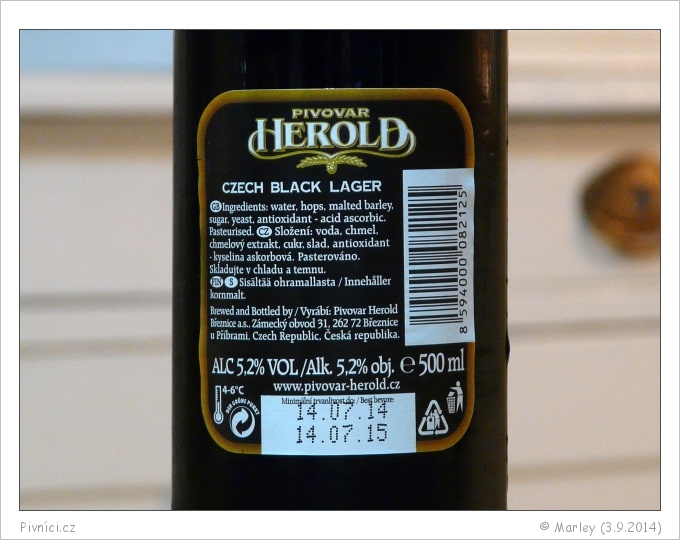 PIVOVAR
HEROLD
CZECH BLACK LAGER
GB Ingredients: water, hops, malted barley,
sugar, yeast, antioxidant - acid ascorbic.
Pasteurised. CZ Složení: voda, chmel,
chmelový extrakt, cukr, slad, antioxidant
- kyselina askorbová. Pasterováno.
Skladujte v chladu a temnu.
FIN S Sisältää ohramallasta / Innehåller
kornmalt.
Brewed and Bottled by / Vyrábí: Pivovar Herold
Březnice a.s., Zámecký obvod 31, 262 72 Březnice
u Příbrami, Czech Republic, Česká republika.
8 594000 082125
ALC 5,2% VOL /Alk. 5,2% obj. ℮ 500 ml
www.pivovar-herold.cz
4-6°C
DER GRÜNE PUNKT
Minimální trvanlivost do: / Best before:
14.07.14
14.07.15
Pivníci.cz
© Marley (3.9.2014)